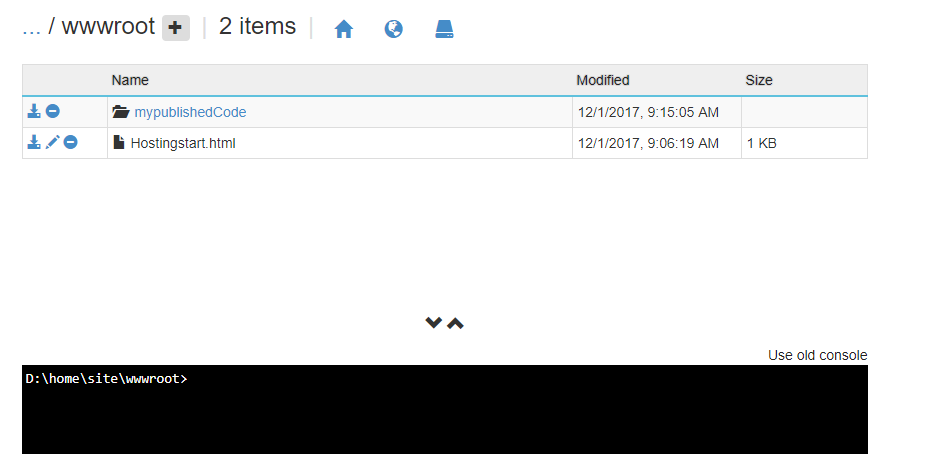 ... / wwwroot + | 2 items |
Name Modified Size
mypublishedCode 12/1/2017, 9:15:05 AM
Hostingstart.html 12/1/2017, 9:06:19 AM 1 KB
Use old console
D:\home\site\wwwroot>